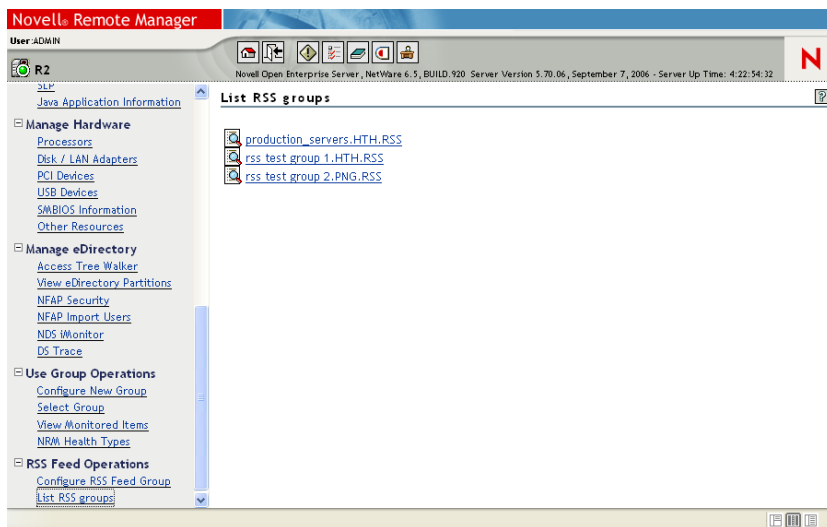 Novell® Remote Manager
User:ADMIN
R2
Novell Open Enterprise Server, NetWare 6.5, BUILD.920 Server Version 5.70.06, September 7, 2006 - Server Up Time: 4:22:54:32
N
SLP
Java Application Information
Manage Hardware
Processors
Disk / LAN Adapters
PCI Devices
USB Devices
SMBIOS Information
Other Resources
Manage eDirectory
Access Tree Walker
View eDirectory Partitions
NFAP Security
NFAP Import Users
NDS iMonitor
DS Trace
Use Group Operations
Configure New Group
Select Group
View Monitored Items
NRM Health Types
RSS Feed Operations
Configure RSS Feed Group
List RSS groups
List RSS groups
?
production_servers.HTH.RSS
rss test group 1.HTH.RSS
rss test group 2.PNG.RSS